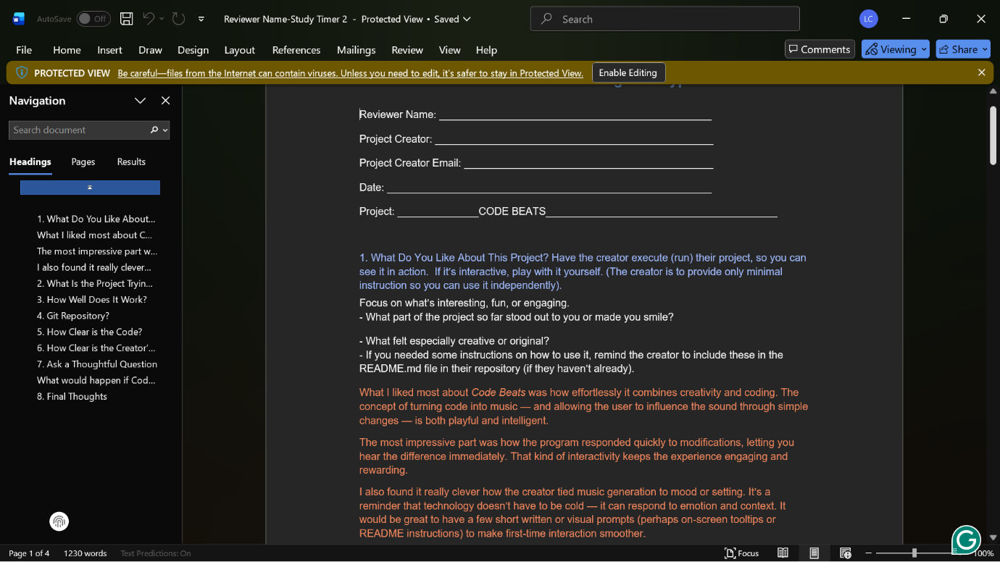 AutoSave Off
Reviewer Name-Study Timer 2 - Protected View • Saved
Search
LC
File Home Insert Draw Design Layout References Mailings Review View Help
Comments Viewing Share
PROTECTED VIEW Be careful—files from the Internet can contain viruses. Unless you need to edit, it's safer to stay in Protected View. Enable Editing
Navigation
Search document
Headings Pages Results
1. What Do You Like About...
What I liked most about C...
The most impressive part w...
I also found it really clever...
2. What Is the Project Tryin...
3. How Well Does It Work?
4. Git Repository?
5. How Clear is the Code?
6. How Clear is the Creator'...
7. Ask a Thoughtful Question
What would happen if Cod...
8. Final Thoughts
Reviewer Name: ____________________
Project Creator: ____________________
Project Creator Email: ____________________
Date: ____________________
Project: ______________CODE BEATS____________________
1. What Do You Like About This Project? Have the creator execute (run) their project, so you can
see it in action.  If it's interactive, play with it yourself. (The creator is to provide only minimal
instruction so you can use it independently).
Focus on what's interesting, fun, or engaging.
- What part of the project so far stood out to you or made you smile?
- What felt especially creative or original?
- If you needed some instructions on how to use it, remind the creator to include these in the
README.md file in their repository (if they haven't already).
What I liked most about Code Beats was how effortlessly it combines creativity and coding. The
concept of turning code into music — and allowing the user to influence the sound through simple
changes — is both playful and intelligent.
The most impressive part was how the program responded quickly to modifications, letting you
hear the difference immediately. That kind of interactivity keeps the experience engaging and
rewarding.
I also found it really clever how the creator tied music generation to mood or setting. It's a
reminder that technology doesn't have to be cold — it can respond to emotion and context. It
would be great to have a few short written or visual prompts (perhaps on-screen tooltips or
README instructions) to make first-time interaction smoother.
Page 1 of 4 1230 words Text Predictions: On Focus 100%